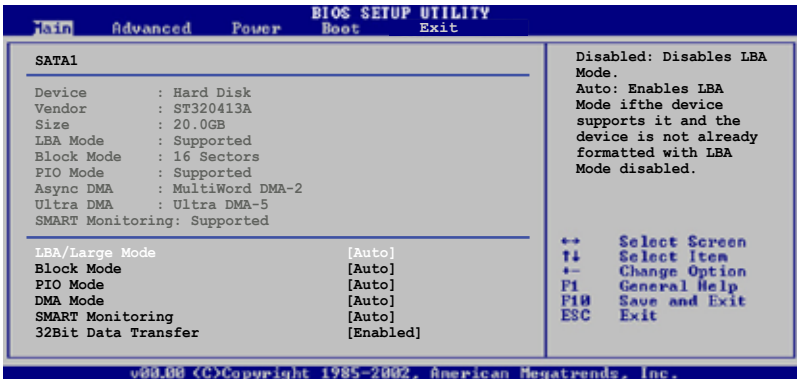 BIOS SETUP UTILITY
Main Advanced Power Boot Exit
SATA1
Device : Hard Disk
Vendor : ST320413A
Size : 20.0GB
LBA Mode : Supported
Block Mode : 16 Sectors
PIO Mode : Supported
Async DMA : MultiWord DMA-2
Ultra DMA : Ultra DMA-5
SMART Monitoring: Supported
LBA/Large Mode [Auto]
Block Mode [Auto]
PIO Mode [Auto]
DMA Mode [Auto]
SMART Monitoring [Auto]
32Bit Data Transfer [Enabled]
Disabled: Disables LBA
Mode.
Auto: Enables LBA
Mode ifthe device
supports it and the
device is not already
formatted with LBA
Mode disabled.
↔ Select Screen
↑↓ Select Item
+- Change Option
F1 General Help
F10 Save and Exit
ESC Exit
v00.00 (C)Copyright 1985-2002, American Megatrends, Inc.